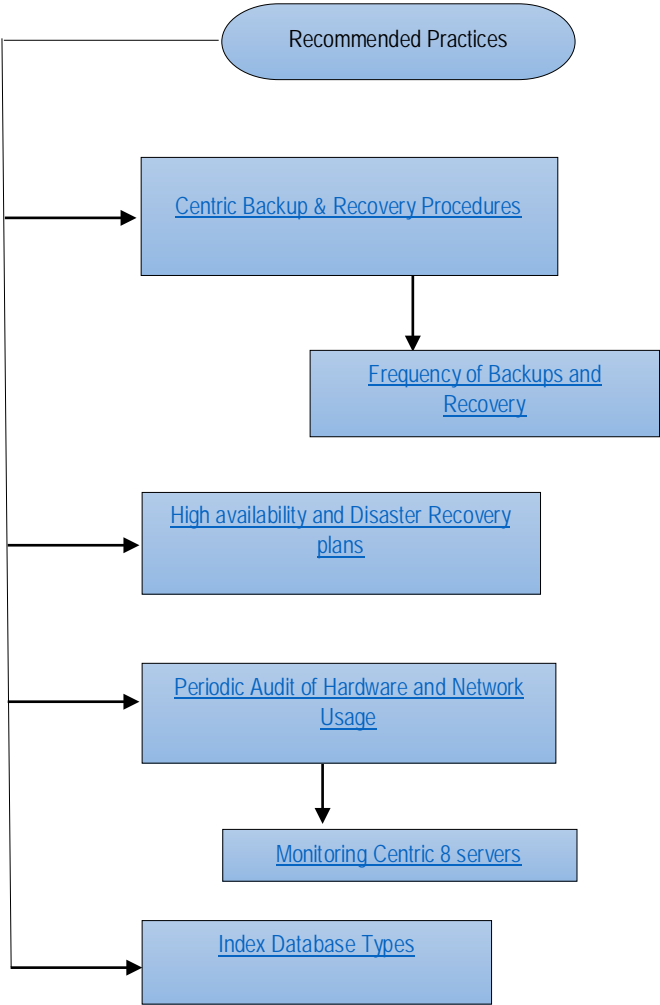 Recommended Practices
Centric Backup & Recovery Procedures
Frequency of Backups and
Recovery
High availability and Disaster Recovery
plans
Periodic Audit of Hardware and Network
Usage
Monitoring Centric 8 servers
Index Database Types